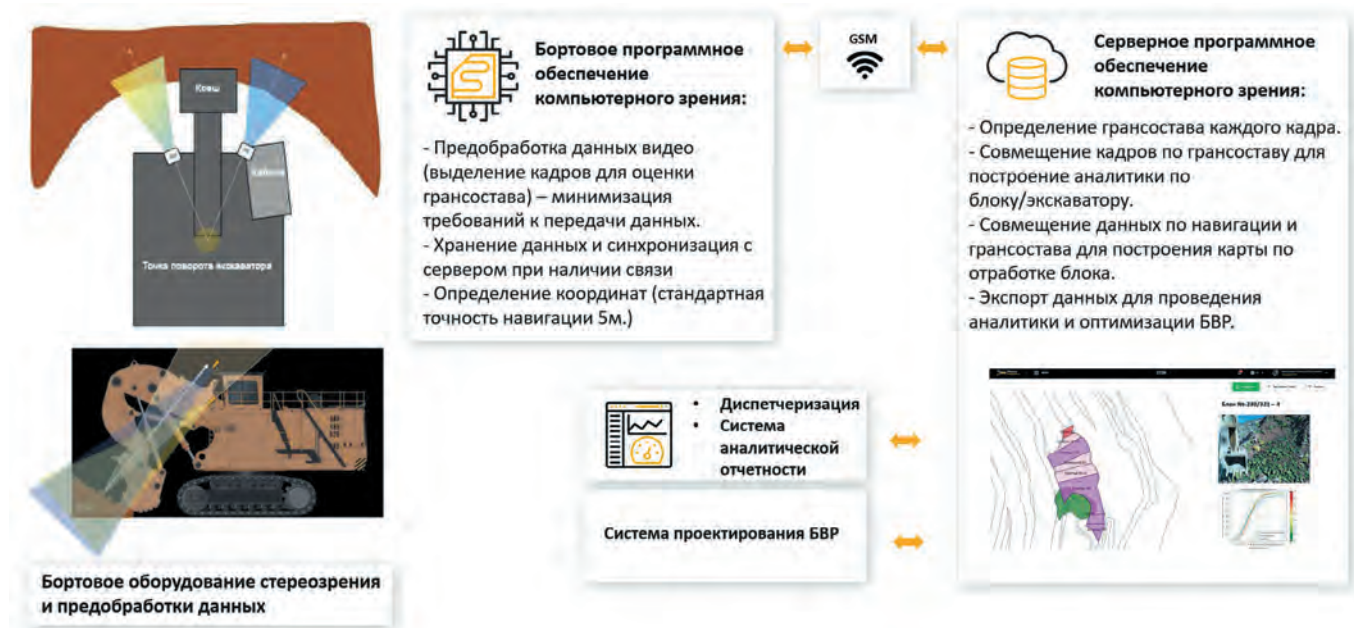 Ковш
Кабина
Точка поворота экскаватора
Бортовое оборудование стереозрения
и предобработки данных
Бортовое программное
обеспечение
компьютерного зрения:
- Предобработка данных видео
(выделение кадров для оценки
грансостава) – минимизация
требований к передачи данных.
- Хранение данных и синхронизация с
сервером при наличии связи
- Определение координат (стандартная
точность навигации 5м.)
GSM
Серверное программное
обеспечение
компьютерного зрения:
- Определение грансостава каждого кадра.
- Совмещение кадров по грансоставу для
построение аналитики по
блоку/экскаватору.
- Совмещение данных по навигации и
грансостава для построения карты по
отработке блока.
- Экспорт данных для проведения
аналитики и оптимизации БВР.
• Диспетчеризация
• Система
аналитической
отчетности
Система проектирования БВР